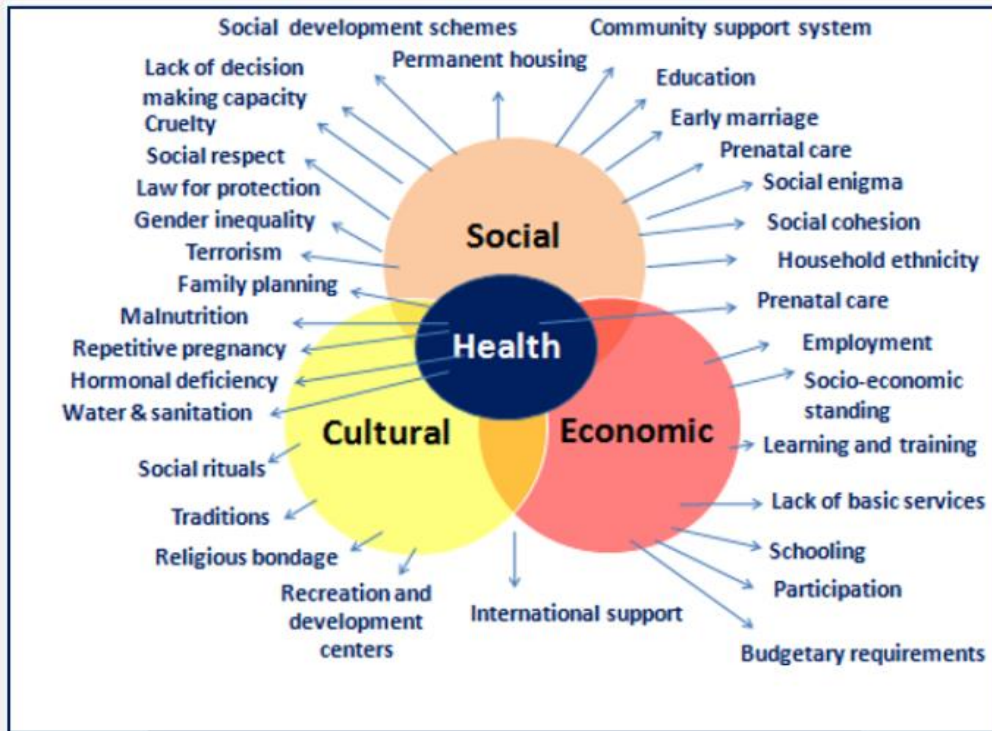 Social development schemes
Community support system
Permanent housing
Lack of decision
making capacity
Education
Cruelty
Early marriage
Social respect
Prenatal care
Law for protection
Social enigma
Gender inequality
Social cohesion
Social
Terrorism
Household ethnicity
Family planning
Prenatal care
Malnutrition
Health
Employment
Repetitive pregnancy
Hormonal deficiency
Socio-economic
standing
Water & sanitation
Cultural
Economic
Learning and training
Social rituals
Lack of basic services
Traditions
Schooling
Religious bondage
Participation
Recreation and
development
centers
International support
Budgetary requirements